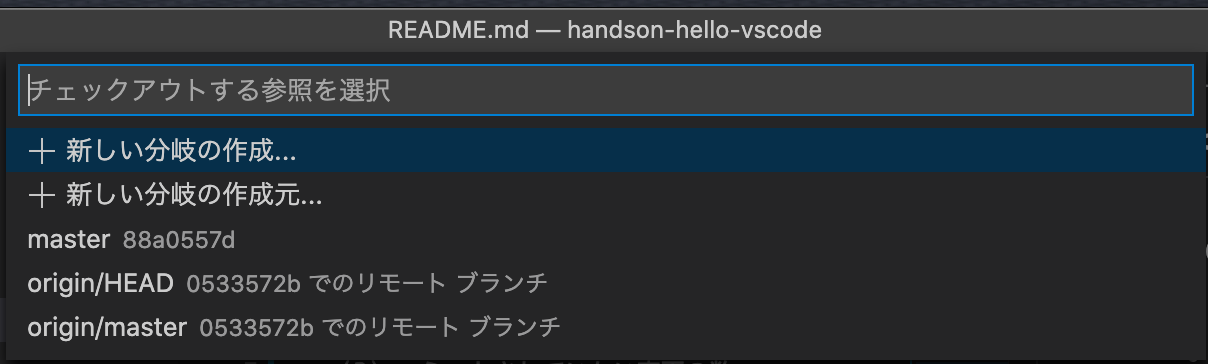 README.md — handson-hello-vscode
チェックアウトする参照を選択
新しい分岐の作成...
新しい分岐の作成元...
master 88a0557d
origin/HEAD 0533572b でのリモート ブランチ
origin/master 0533572b でのリモート ブランチ